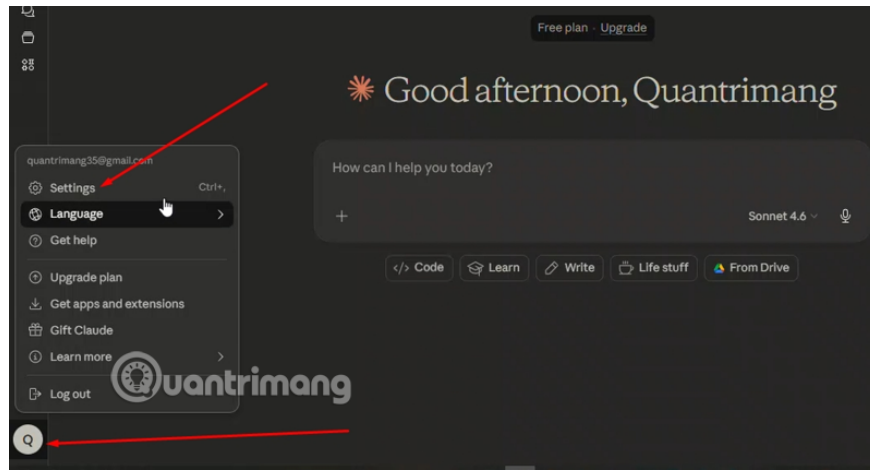 Free plan · Upgrade
Good afternoon, Quantrimang
quantrimang35@gmail.com
Settings Ctrl+,
Language
Get help
Upgrade plan
Get apps and extensions
Gift Claude
Learn more
Log out
Q
How can I help you today?
Sonnet 4.6
</> Code
Learn
Write
Life stuff
From Drive
Quantrimang